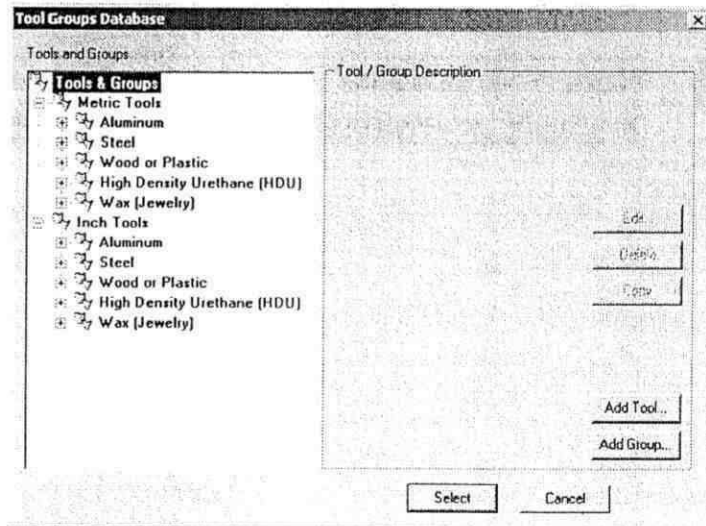 Tool Groups Database
Tools and Groups
Tool / Group Description
Tools & Groups
Metric Tools
Aluminum
Steel
Wood or Plastic
High Density Urethane (HDU)
Wax (Jewelry)
Inch Tools
Aluminum
Steel
Wood or Plastic
High Density Urethane (HDU)
Wax (Jewelry)
Edit...
Delete
Copy
Add Tool...
Add Group...
Select
Cancel